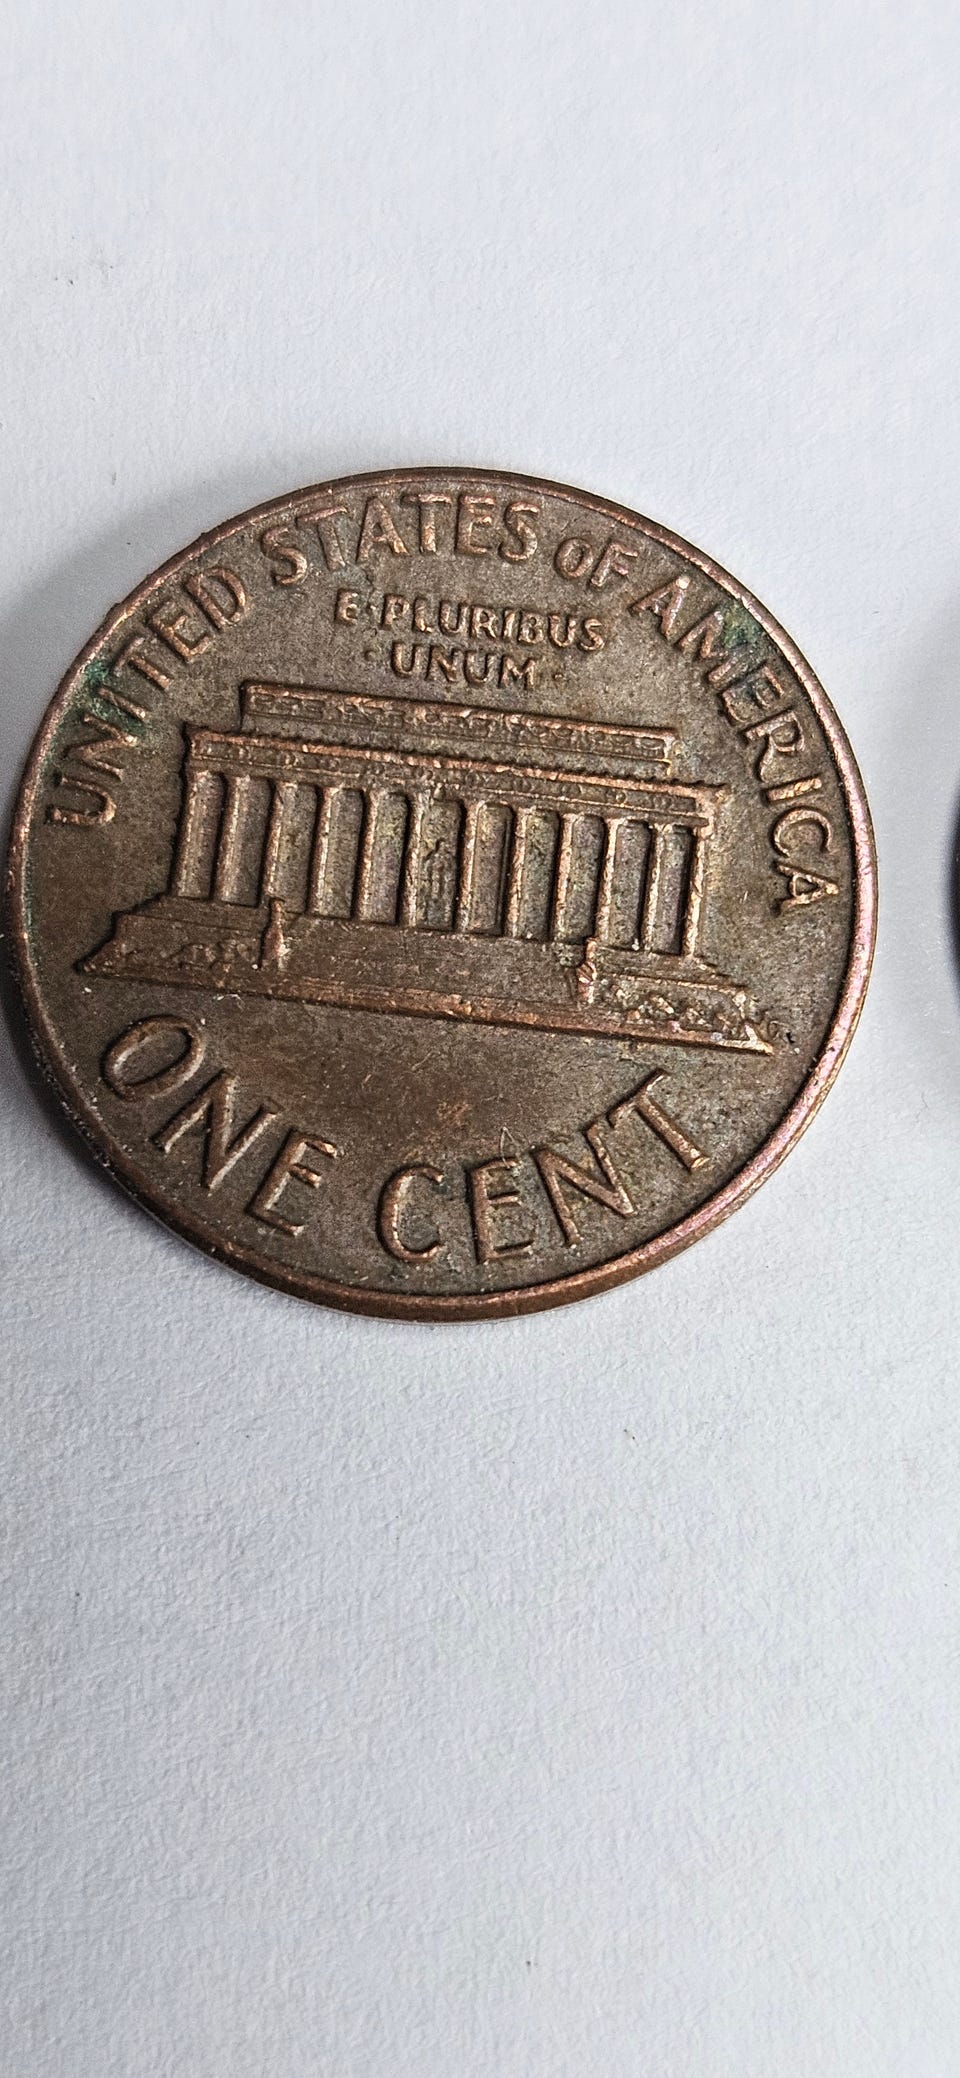 UNITED STATES OF AMERICA
E·PLURIBUS
·UNUM·
ONE CENT